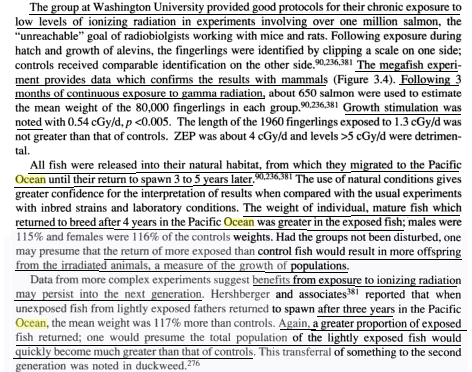 The group at Washington University provided good protocols for their chronic exposure to
low levels of ionizing radiation in experiments involving over one million salmon, the
“unreachable” goal of radiobiolgists working with mice and rats. Following exposure during
hatch and growth of alevins, the fingerlings were identified by clipping a scale on one side;
controls received comparable identification on the other side.90,236,381 The megafish experi-
ment provides data which confirms the results with mammals (Figure 3.4). Following 3
months of continuous exposure to gamma radiation, about 650 salmon were used to estimate
the mean weight of the 80,000 fingerlings in each group.90,236,381 Growth stimulation was
noted with 0.54 cGy/d, p <0.005. The length of the 1960 fingerlings exposed to 1.3 cGy/d was
not greater than that of controls. ZEP was about 4 cGy/d and levels >5 cGy/d were detrimen-
tal.
All fish were released into their natural habitat, from which they migrated to the Pacific
Ocean until their return to spawn 3 to 5 years later.90,236,381 The use of natural conditions gives
greater confidence for the interpretation of results when compared with the usual experiments
with inbred strains and laboratory conditions. The weight of individual, mature fish which
returned to breed after 4 years in the Pacific Ocean was greater in the exposed fish; males were
115% and females were 116% of the controls weights. Had the groups not been disturbed, one
may presume that the return of more exposed than control fish would result in more offspring
from the irradiated animals, a measure of the growth of populations.
Data from more complex experiments suggest benefits from exposure to ionizing radiation
may persist into the next generation. Hershberger and associates381 reported that when
unexposed fish from lightly exposed fathers returned to spawn after three years in the Pacific
Ocean, the mean weight was 117% more than controls. Again, a greater proportion of exposed
fish returned; one would presume the total population of the lightly exposed fish would
quickly become much greater than that of controls. This transferral of something to the second
generation was noted in duckweed.276